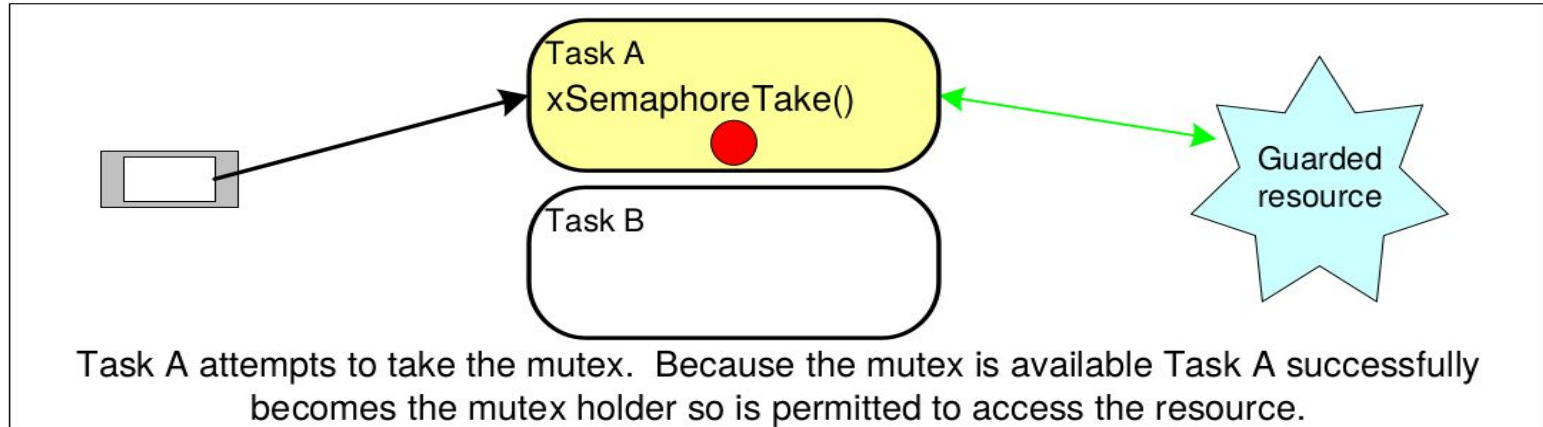 Task A
xSemaphoreTake()
Task B
Guarded
resource
Task A attempts to take the mutex.  Because the mutex is available Task A successfully
becomes the mutex holder so is permitted to access the resource.